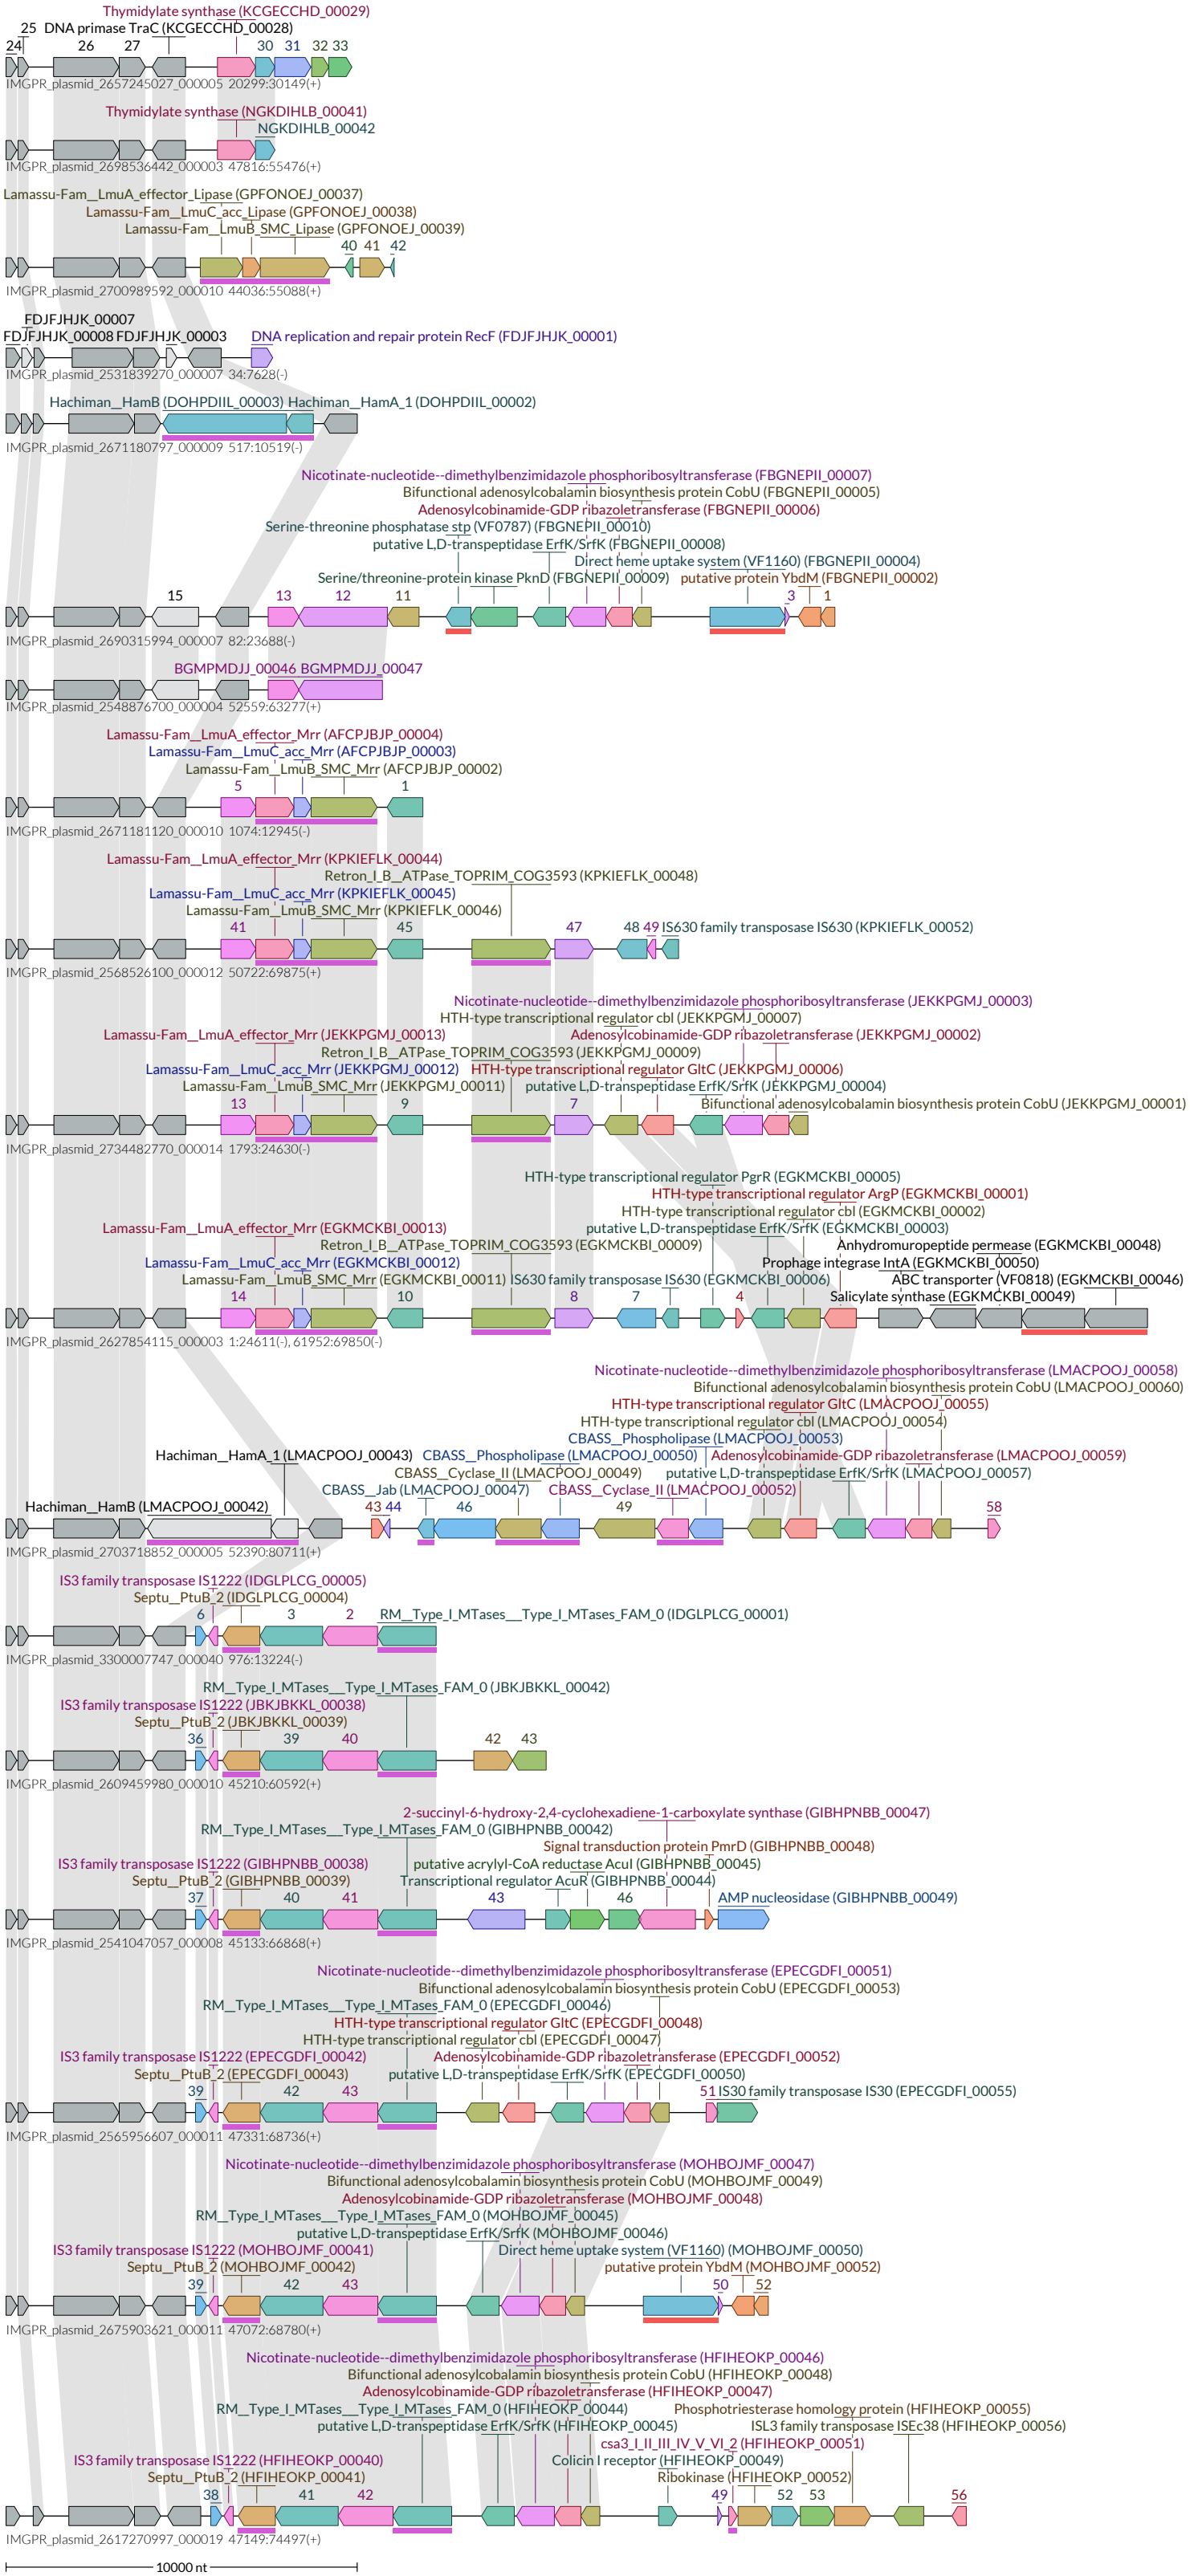 Thymidylate synthase (KCGECCHD_00029)
25 DNA primase TraC (KCGECCHD_00028)
24 26 27 30 31 32 33
IMGPR_plasmid_2657245027_000005 20299:30149(+)
Thymidylate synthase (NGKDIHLB_00041)
NGKDIHLB_00042
IMGPR_plasmid_2698536442_000003 47816:55476(+)
Lamassu-Fam__LmuA_effector_Lipase (GPFONOEJ_00037)
Lamassu-Fam__LmuC_acc_Lipase (GPFONOEJ_00038)
Lamassu-Fam__LmuB_SMC_Lipase (GPFONOEJ_00039)
40 41 42
IMGPR_plasmid_2700989592_000010 44036:55088(+)
FDJFJHJK_00007
FDJFJHJK_00008 FDJFJHJK_00003 DNA replication and repair protein RecF (FDJFJHJK_00001)
IMGPR_plasmid_2531839270_000007 34:7628(-)
Hachiman__HamB (DOHPDIIL_00003) Hachiman__HamA_1 (DOHPDIIL_00002)
IMGPR_plasmid_2671180797_000009 517:10519(-)
Nicotinate-nucleotide--dimethylbenzimidazole phosphoribosyltransferase (FBGNEPII_00007)
Bifunctional adenosylcobalamin biosynthesis protein CobU (FBGNEPII_00005)
Adenosylcobinamide-GDP ribazoletransferase (FBGNEPII_00006)
Serine-threonine phosphatase stp (VF0787) (FBGNEPII_00010)
putative L,D-transpeptidase ErfK/SrfK (FBGNEPII_00008)
Direct heme uptake system (VF1160) (FBGNEPII_00004)
Serine/threonine-protein kinase PknD (FBGNEPII_00009) putative protein YbdM (FBGNEPII_00002)
15 13 12 11 3 1
IMGPR_plasmid_2690315994_000007 82:23688(-)
BGMPMDJJ_00046 BGMPMDJJ_00047
IMGPR_plasmid_2548876700_000004 52559:63277(+)
Lamassu-Fam__LmuA_effector_Mrr (AFCPJBJP_00004)
Lamassu-Fam__LmuC_acc_Mrr (AFCPJBJP_00003)
Lamassu-Fam__LmuB_SMC_Mrr (AFCPJBJP_00002)
5 1
IMGPR_plasmid_2671181120_000010 1074:12945(-)
Lamassu-Fam__LmuA_effector_Mrr (KPKIEFLK_00044)
Retron_I_B__ATPase_TOPRIM_COG3593 (KPKIEFLK_00048)
Lamassu-Fam__LmuC_acc_Mrr (KPKIEFLK_00045)
Lamassu-Fam__LmuB_SMC_Mrr (KPKIEFLK_00046)
41 45 47 48 49 IS630 family transposase IS630 (KPKIEFLK_00052)
IMGPR_plasmid_2568526100_000012 50722:69875(+)
Nicotinate-nucleotide--dimethylbenzimidazole phosphoribosyltransferase (JEKKPGMJ_00003)
HTH-type transcriptional regulator cbl (JEKKPGMJ_00007)
Lamassu-Fam__LmuA_effector_Mrr (JEKKPGMJ_00013) Adenosylcobinamide-GDP ribazoletransferase (JEKKPGMJ_00002)
Retron_I_B__ATPase_TOPRIM_COG3593 (JEKKPGMJ_00009)
Lamassu-Fam__LmuC_acc_Mrr (JEKKPGMJ_00012) HTH-type transcriptional regulator GltC (JEKKPGMJ_00006)
Lamassu-Fam__LmuB_SMC_Mrr (JEKKPGMJ_00011) putative L,D-transpeptidase ErfK/SrfK (JEKKPGMJ_00004)
13 9 7 Bifunctional adenosylcobalamin biosynthesis protein CobU (JEKKPGMJ_00001)
IMGPR_plasmid_2734482770_000014 1793:24630(-)
HTH-type transcriptional regulator PgrR (EGKMCKBI_00005)
HTH-type transcriptional regulator ArgP (EGKMCKBI_00001)
HTH-type transcriptional regulator cbl (EGKMCKBI_00002)
Lamassu-Fam__LmuA_effector_Mrr (EGKMCKBI_00013) putative L,D-transpeptidase ErfK/SrfK (EGKMCKBI_00003)
Retron_I_B__ATPase_TOPRIM_COG3593 (EGKMCKBI_00009) Anhydromuropeptide permease (EGKMCKBI_00048)
Lamassu-Fam__LmuC_acc_Mrr (EGKMCKBI_00012) Prophage integrase IntA (EGKMCKBI_00050)
Lamassu-Fam__LmuB_SMC_Mrr (EGKMCKBI_00011) IS630 family transposase IS630 (EGKMCKBI_00006) ABC transporter (VF0818) (EGKMCKBI_00046)
14 10 8 7 4 Salicylate synthase (EGKMCKBI_00049)
IMGPR_plasmid_2627854115_000003 1:24611(-), 61952:69850(-)
Nicotinate-nucleotide--dimethylbenzimidazole phosphoribosyltransferase (LMACPOOJ_00058)
Bifunctional adenosylcobalamin biosynthesis protein CobU (LMACPOOJ_00060)
HTH-type transcriptional regulator GltC (LMACPOOJ_00055)
HTH-type transcriptional regulator cbl (LMACPOOJ_00054)
CBASS__Phospholipase (LMACPOOJ_00053)
Hachiman__HamA_1 (LMACPOOJ_00043) CBASS__Phospholipase (LMACPOOJ_00050) Adenosylcobinamide-GDP ribazoletransferase (LMACPOOJ_00059)
CBASS__Cyclase_II (LMACPOOJ_00049) putative L,D-transpeptidase ErfK/SrfK (LMACPOOJ_00057)
CBASS__Jab (LMACPOOJ_00047) CBASS__Cyclase_II (LMACPOOJ_00052)
Hachiman__HamB (LMACPOOJ_00042) 43 44 46 49 58
IMGPR_plasmid_2703718852_000005 52390:80711(+)
IS3 family transposase IS1222 (IDGLPLCG_00005)
Septu__PtuB_2 (IDGLPLCG_00004)
6 3 2 RM__Type_I_MTases___Type_I_MTases_FAM_0 (IDGLPLCG_00001)
IMGPR_plasmid_3300007747_000040 976:13224(-)
RM__Type_I_MTases___Type_I_MTases_FAM_0 (JBKJBKKL_00042)
IS3 family transposase IS1222 (JBKJBKKL_00038)
Septu__PtuB_2 (JBKJBKKL_00039)
36 39 40 42 43
IMGPR_plasmid_2609459980_000010 45210:60592(+)
2-succinyl-6-hydroxy-2,4-cyclohexadiene-1-carboxylate synthase (GIBHPNBB_00047)
RM__Type_I_MTases___Type_I_MTases_FAM_0 (GIBHPNBB_00042)
Signal transduction protein PmrD (GIBHPNBB_00048)
IS3 family transposase IS1222 (GIBHPNBB_00038) putative acrylyl-CoA reductase AcuI (GIBHPNBB_00045)
Septu__PtuB_2 (GIBHPNBB_00039) Transcriptional regulator AcuR (GIBHPNBB_00044)
37 40 41 43 46 AMP nucleosidase (GIBHPNBB_00049)
IMGPR_plasmid_2541047057_000008 45133:66868(+)
Nicotinate-nucleotide--dimethylbenzimidazole phosphoribosyltransferase (EPECGDFI_00051)
Bifunctional adenosylcobalamin biosynthesis protein CobU (EPECGDFI_00053)
RM__Type_I_MTases___Type_I_MTases_FAM_0 (EPECGDFI_00046)
HTH-type transcriptional regulator GltC (EPECGDFI_00048)
HTH-type transcriptional regulator cbl (EPECGDFI_00047)
IS3 family transposase IS1222 (EPECGDFI_00042) Adenosylcobinamide-GDP ribazoletransferase (EPECGDFI_00052)
Septu__PtuB_2 (EPECGDFI_00043) putative L,D-transpeptidase ErfK/SrfK (EPECGDFI_00050)
39 42 43 51 IS30 family transposase IS30 (EPECGDFI_00055)
IMGPR_plasmid_2565956607_000011 47331:68736(+)
Nicotinate-nucleotide--dimethylbenzimidazole phosphoribosyltransferase (MOHBOJMF_00047)
Bifunctional adenosylcobalamin biosynthesis protein CobU (MOHBOJMF_00049)
Adenosylcobinamide-GDP ribazoletransferase (MOHBOJMF_00048)
RM__Type_I_MTases___Type_I_MTases_FAM_0 (MOHBOJMF_00045)
putative L,D-transpeptidase ErfK/SrfK (MOHBOJMF_00046)
IS3 family transposase IS1222 (MOHBOJMF_00041) Direct heme uptake system (VF1160) (MOHBOJMF_00050)
Septu__PtuB_2 (MOHBOJMF_00042) putative protein YbdM (MOHBOJMF_00052)
39 42 43 50 52
IMGPR_plasmid_2675903621_000011 47072:68780(+)
Nicotinate-nucleotide--dimethylbenzimidazole phosphoribosyltransferase (HFIHEOKP_00046)
Bifunctional adenosylcobalamin biosynthesis protein CobU (HFIHEOKP_00048)
Adenosylcobinamide-GDP ribazoletransferase (HFIHEOKP_00047)
RM__Type_I_MTases___Type_I_MTases_FAM_0 (HFIHEOKP_00044) Phosphotriesterase homology protein (HFIHEOKP_00055)
putative L,D-transpeptidase ErfK/SrfK (HFIHEOKP_00045) ISL3 family transposase ISEc38 (HFIHEOKP_00056)
csa3_I_II_III_IV_V_VI_2 (HFIHEOKP_00051)
IS3 family transposase IS1222 (HFIHEOKP_00040) Colicin I receptor (HFIHEOKP_00049)
Septu__PtuB_2 (HFIHEOKP_00041) Ribokinase (HFIHEOKP_00052)
38 41 42 49 52 53 56
IMGPR_plasmid_2617270997_000019 47149:74497(+)
10000 nt